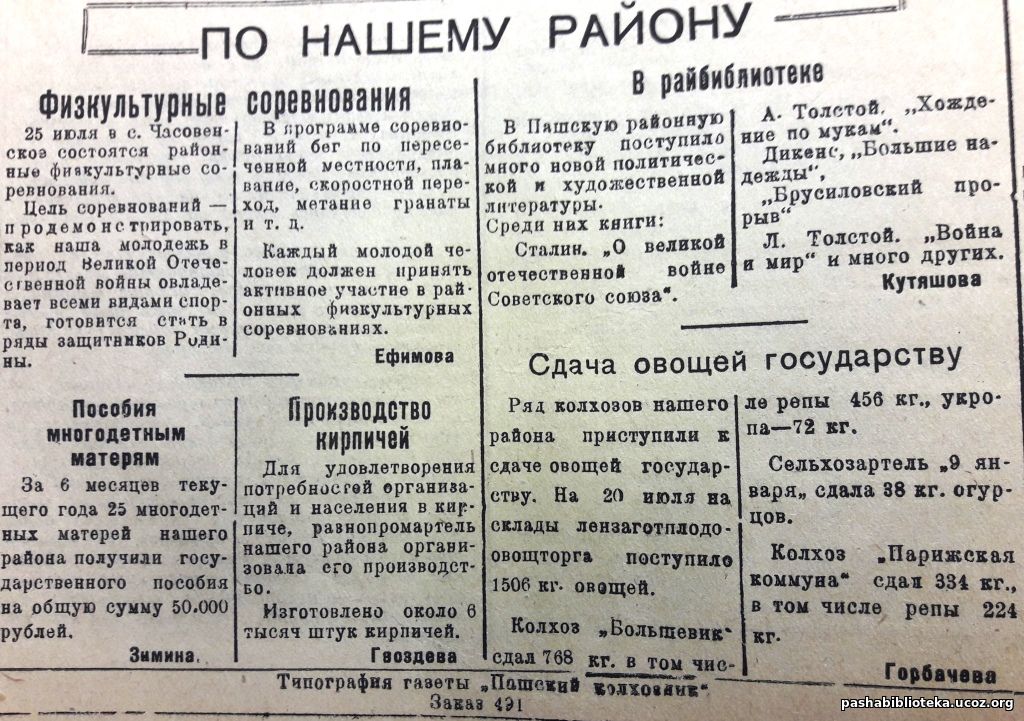 ПО НАШЕМУ РАЙОНУ
Физкультурные соревнования
25 июля в с. Часовен-
ское состоятся район-
ные физкультурные со-
ревнования.
Цель соревнований —
продемонстрировать,
как наша молодежь в
период Великой Отече-
ственной войны овладе-
вает всеми видами спор-
та, готовится стать в
ряды защитников Роди-
ны.
В программе соревно-
ваний бег по пересе-
ченной местности, пла-
вание, скоростной пере-
ход, метание гранаты
и т. д.
Каждый молодой че-
ловек должен принять
активное участие в рай-
онных физкультурных
соревнованиях.
Ефимова
Пособия
многодетным
матерям
За 6 месяцев теку-
щего года 25 многодет-
ных матерей нашего
района получили госу-
дарственного пособия
на общую сумму 50.000
рублей.
Зимина.
Производство
кирпичей
Для удовлетворения
потребностей организа-
ций и населения в кир-
пиче, разнопромартель
нашего района органи-
зовала его производст-
во.
Изготовлено около 6
тысяч штук кирпичей.
Гвоздева
В райбиблиотеке
В Пашскую районную
библиотеку поступило
много новой политичес-
кой и художественной
литературы.
Среди них книги:
Сталин. „О великой
отечественной войне
Советского союза“.
А. Толстой. „Хожде-
ние по мукам“.
Дикенс, „Большие на-
дежды“,
„Брусиловский про-
рыв“
Л. Толстой. „Война
и мир“ и много других.
Кутяшова
Сдача овощей государству
Ряд колхозов нашего
района приступили к
сдаче овощей государ-
ству. На 20 июля на
склады лензаготплодо-
овощторга поступило
1506 кг. овощей.
Колхоз „Большевик“
сдал 768 кг. в том чис-
ле репы 456 кг., укро-
па—72 кг.
Сельхозартель „9 ян-
варя„ сдала 38 кг. огур-
цов.
Колхоз „Парижская
коммуна“ сдал 334 кг.,
в том числе репы 224
кг.
Горбачева
Типография газеты „Пашский колхозник“
Заказ 491
pashabiblioteka.ucoz.org